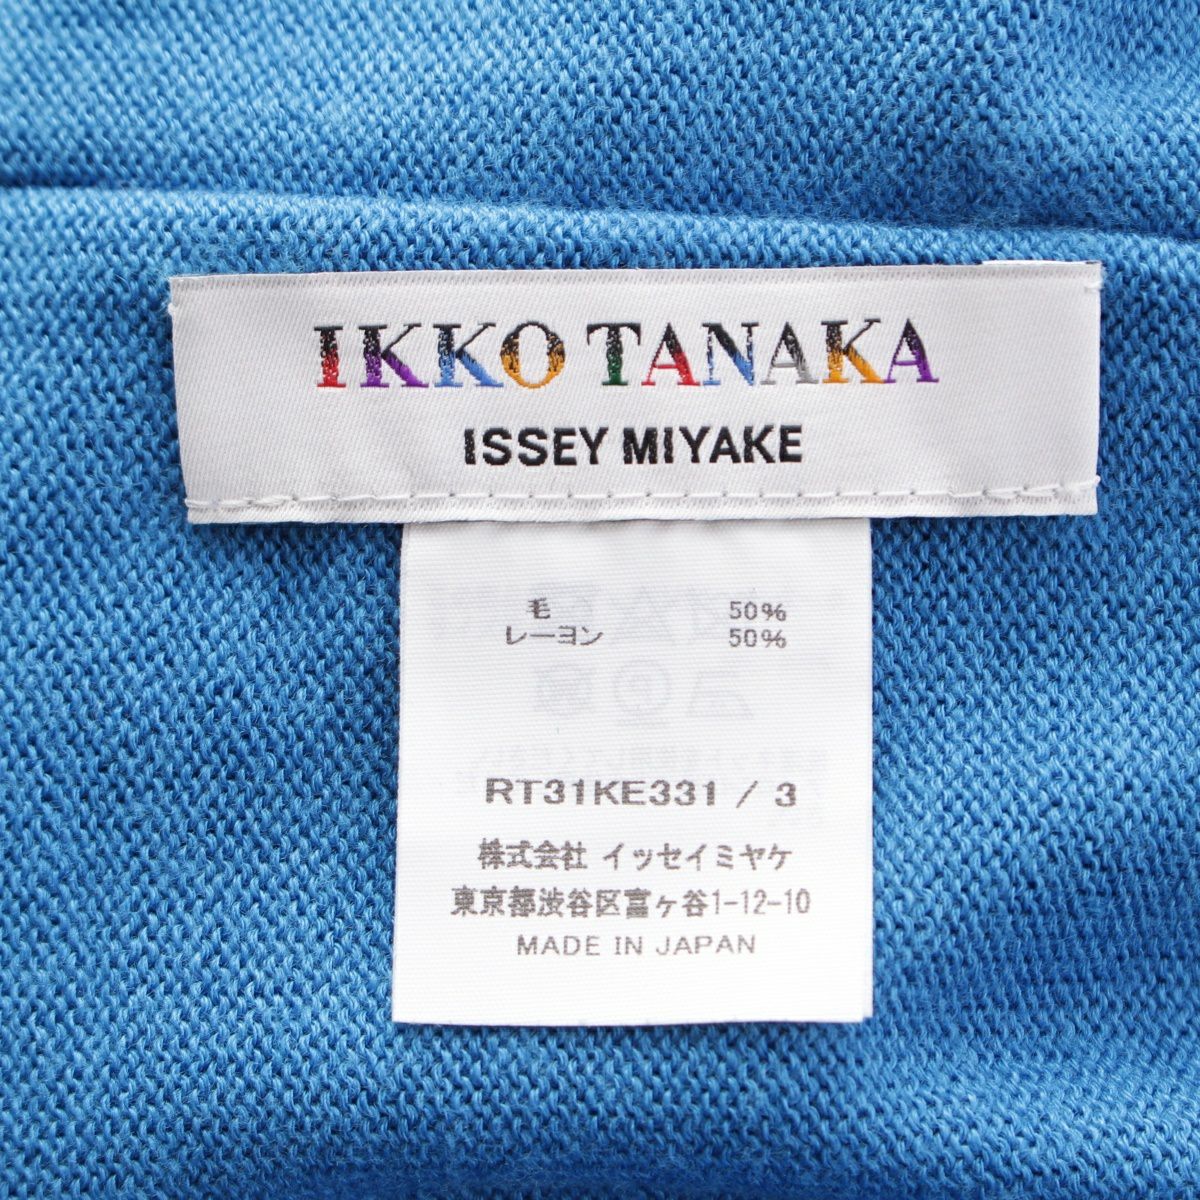 IKKO TANAKA
ISSEY MIYAKE
毛 50%
レーヨン 50%
RT31KE331 / 3
株式会社 イッセイミヤケ
東京都渋谷区富ヶ谷1-12-10
MADE IN JAPAN